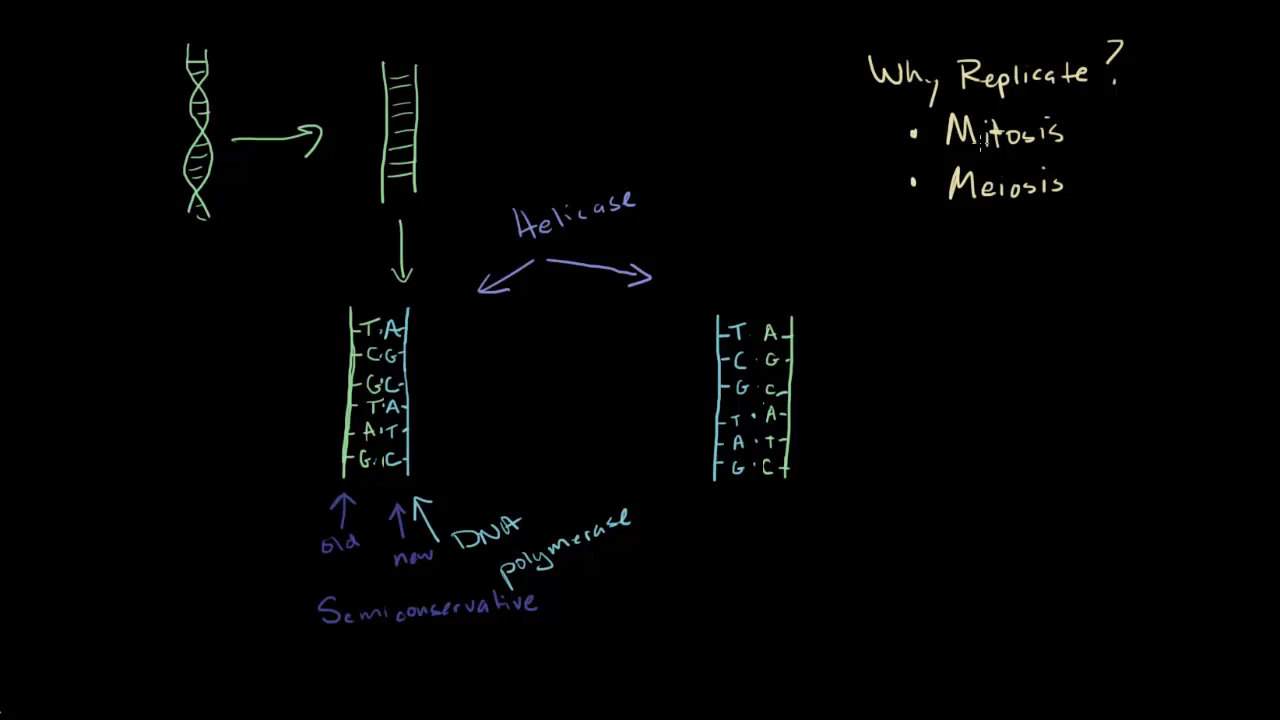 Why Replicate?
• Mitosis
• Meiosis
Helicase
T·A
C·G
G·C
T·A
A·T
G·C
T·A
C·G
G·C
T·A
A·T
G·C
old
new
DNA
polymerase
Semiconservative